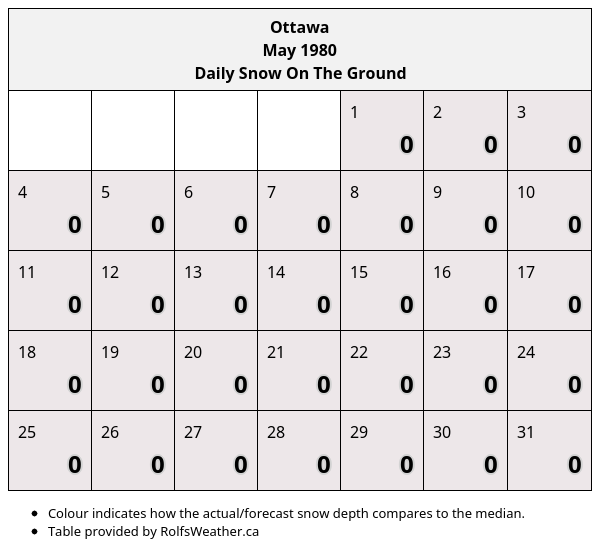 Ottawa
May 1980
Daily Snow On The Ground
1 2 3
0 0 0
4 5 6 7 8 9 10
0 0 0 0 0 0 0
11 12 13 14 15 16 17
0 0 0 0 0 0 0
18 19 20 21 22 23 24
0 0 0 0 0 0 0
25 26 27 28 29 30 31
0 0 0 0 0 0 0
• Colour indicates how the actual/forecast snow depth compares to the median.
• Table provided by RolfsWeather.ca